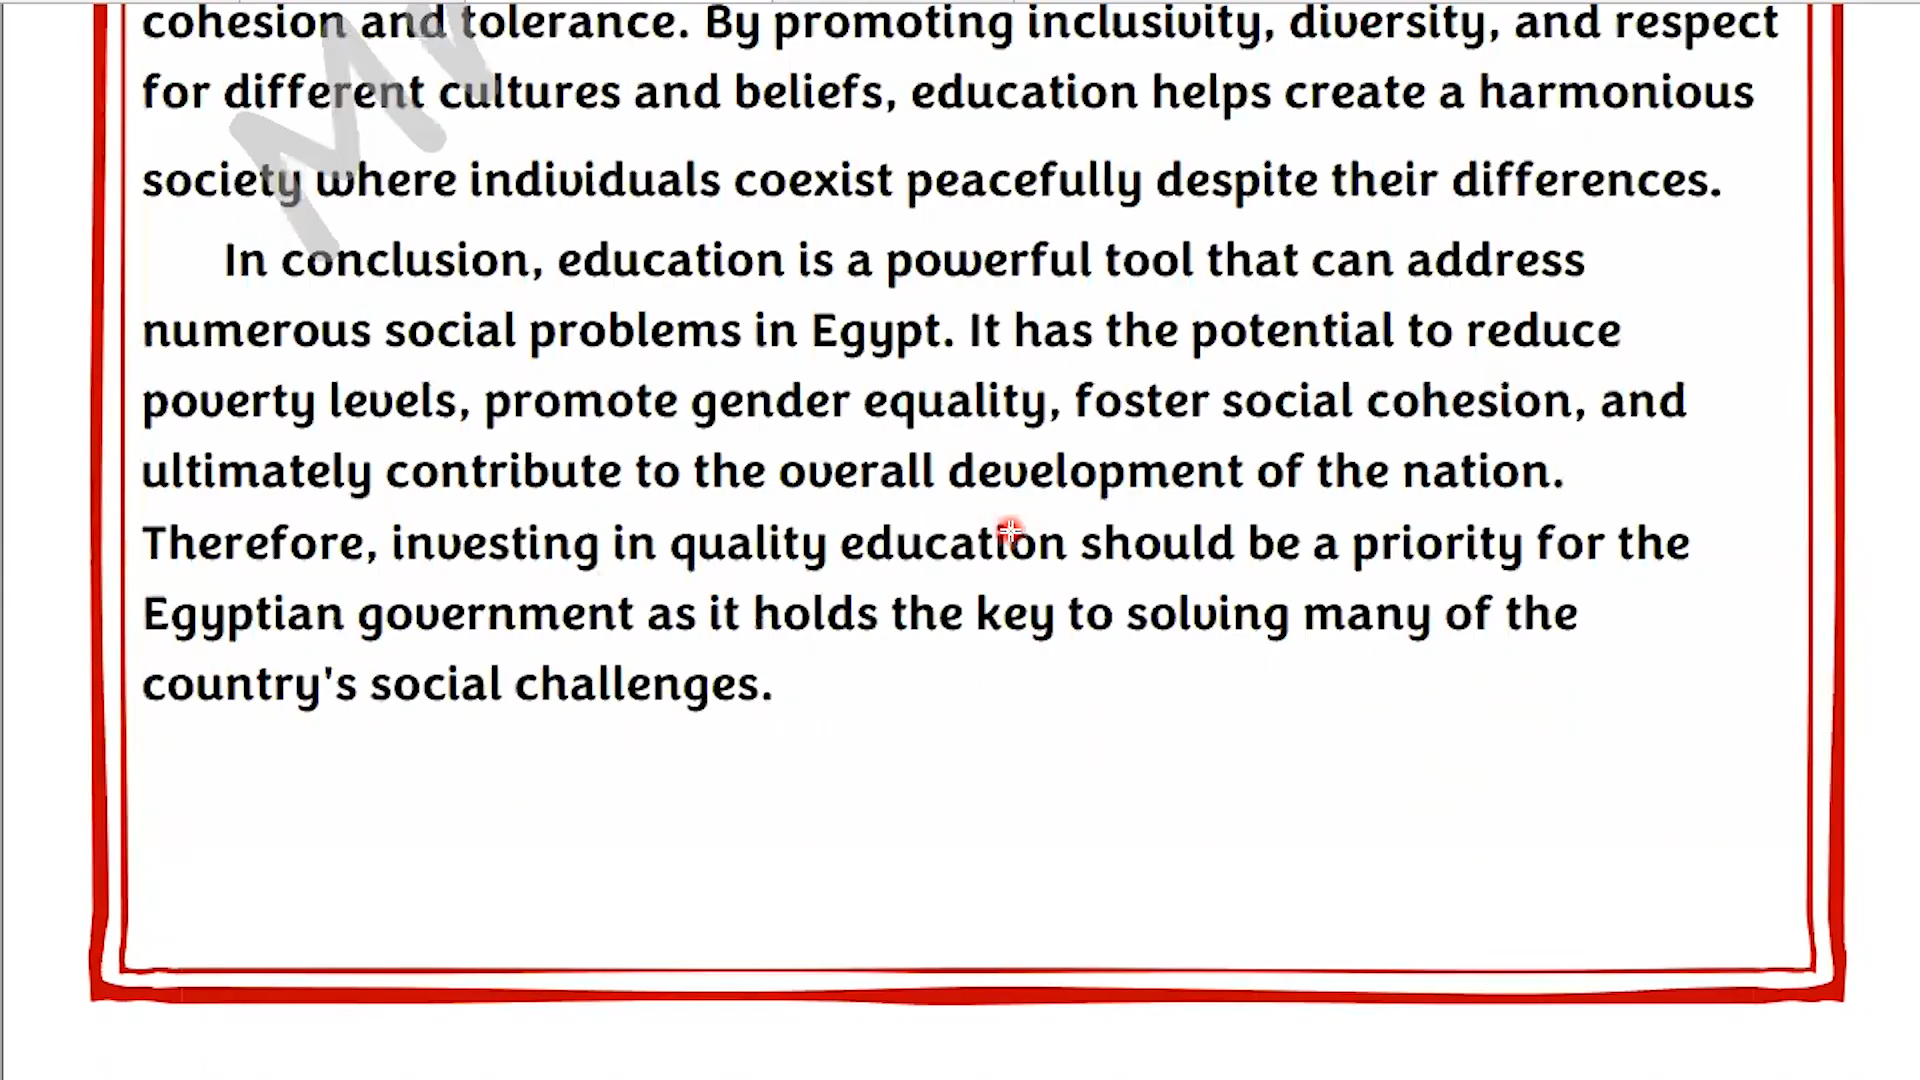 cohesion and tolerance. By promoting inclusivity, diversity, and respect
for different cultures and beliefs, education helps create a harmonious
society where individuals coexist peacefully despite their differences.
In conclusion, education is a powerful tool that can address
numerous social problems in Egypt. It has the potential to reduce
poverty levels, promote gender equality, foster social cohesion, and
ultimately contribute to the overall development of the nation.
Therefore, investing in quality education should be a priority for the
Egyptian government as it holds the key to solving many of the
country's social challenges.